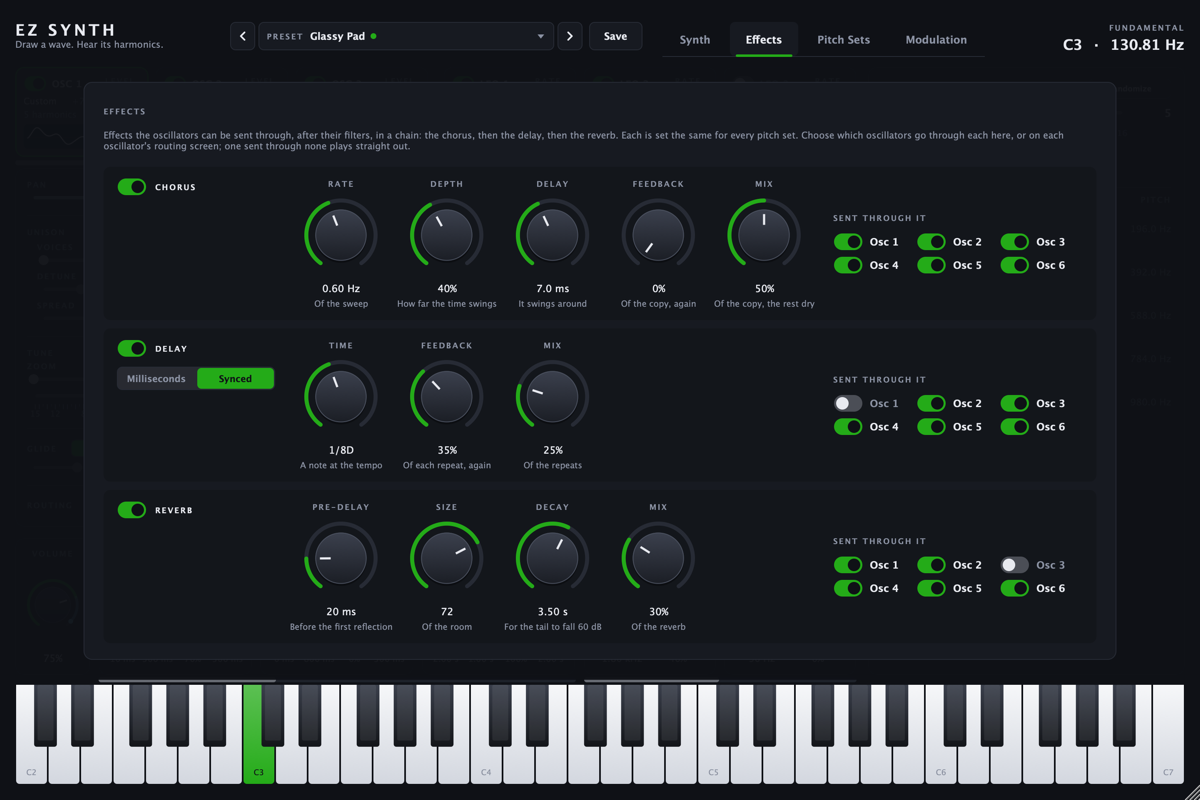 EZ SYNTH
Draw a wave. Hear its harmonics.
PRESET Glassy Pad
Save
Synth
Effects
Pitch Sets
Modulation
FUNDAMENTAL
C3 · 130.81 Hz
EFFECTS
Effects the oscillators can be sent through, after their filters, in a chain: the chorus, then the delay, then the reverb. Each is set the same for every pitch set. Choose which oscillators go through each here, or on each
oscillator's routing screen; one sent through none plays straight out.
CHORUS
RATE
DEPTH
DELAY
FEEDBACK
MIX
0.60 Hz
40%
7.0 ms
0%
50%
Of the sweep
How far the time swings
It swings around
Of the copy, again
Of the copy, the rest dry
SENT THROUGH IT
Osc 1 Osc 2 Osc 3
Osc 4 Osc 5 Osc 6
DELAY
Milliseconds Synced
TIME
FEEDBACK
MIX
1/8D
35%
25%
A note at the tempo
Of each repeat, again
Of the repeats
SENT THROUGH IT
Osc 1 Osc 2 Osc 3
Osc 4 Osc 5 Osc 6
REVERB
PRE-DELAY
SIZE
DECAY
MIX
20 ms
72
3.50 s
30%
Before the first reflection
Of the room
For the tail to fall 60 dB
Of the reverb
SENT THROUGH IT
Osc 1 Osc 2 Osc 3
Osc 4 Osc 5 Osc 6
C2 C3 C4 C5 C6 C7